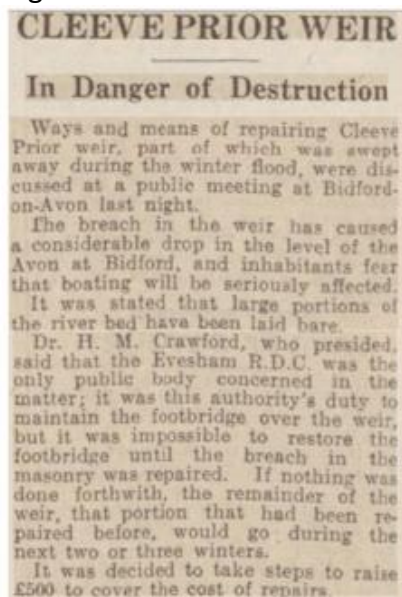 CLEEVE PRIOR WEIR
In Danger of Destruction
Ways and means of repairing Cleeve
Prior weir, part of which was swept
away during the winter flood, were dis-
cussed at a public meeting at Bidford-
on-Avon last night.
The breach in the weir has caused
a considerable drop in the level of the
Avon at Bidford, and inhabitants fear
that boating will be seriously affected.
It was stated that large portions of
the river bed have been laid bare.
Dr. H. M. Crawford, who presided,
said that the Evesham R.D.C. was the
only public body concerned in the
matter; it was this authority's duty to
maintain the footbridge over the weir,
but it was impossible to restore the
footbridge until the breach in the
masonry was repaired. If nothing was
done forthwith, the remainder of the
weir, that portion that had been re-
paired before, would go during the
next two or three winters.
It was decided to take steps to raise
£500 to cover the cost of repairs.